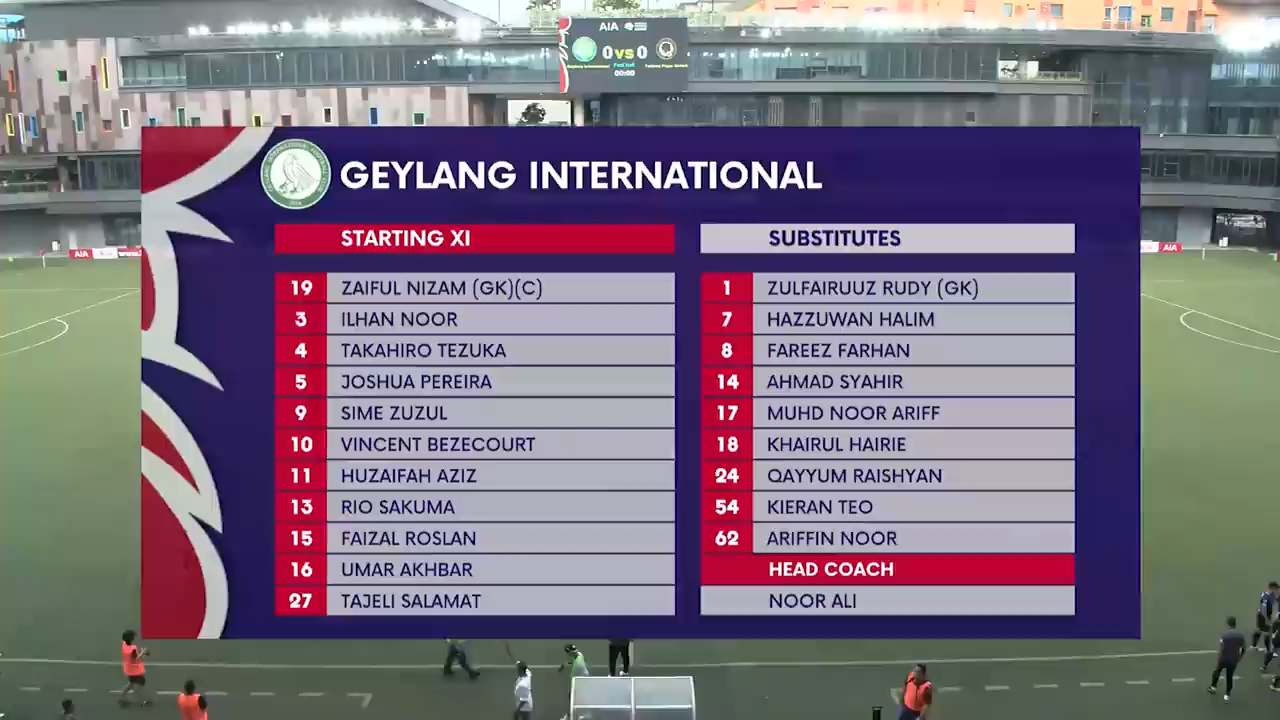 AIA
0 vs 0
00:00
GEYLANG INTERNATIONAL
STARTING XI
19 ZAIFUL NIZAM (GK)(C)
3 ILHAN NOOR
4 TAKAHIRO TEZUKA
5 JOSHUA PEREIRA
9 SIME ZUZUL
10 VINCENT BEZECOURT
11 HUZAIFAH AZIZ
13 RIO SAKUMA
15 FAIZAL ROSLAN
16 UMAR AKHBAR
27 TAJELI SALAMAT
SUBSTITUTES
1 ZULFAIRUUZ RUDY (GK)
7 HAZZUWAN HALIM
8 FAREEZ FARHAN
14 AHMAD SYAHIR
17 MUHD NOOR ARIFF
18 KHAIRUL HAIRIE
24 QAYYUM RAISHYAN
54 KIERAN TEO
62 ARIFFIN NOOR
HEAD COACH
NOOR ALI
AIA
AIA